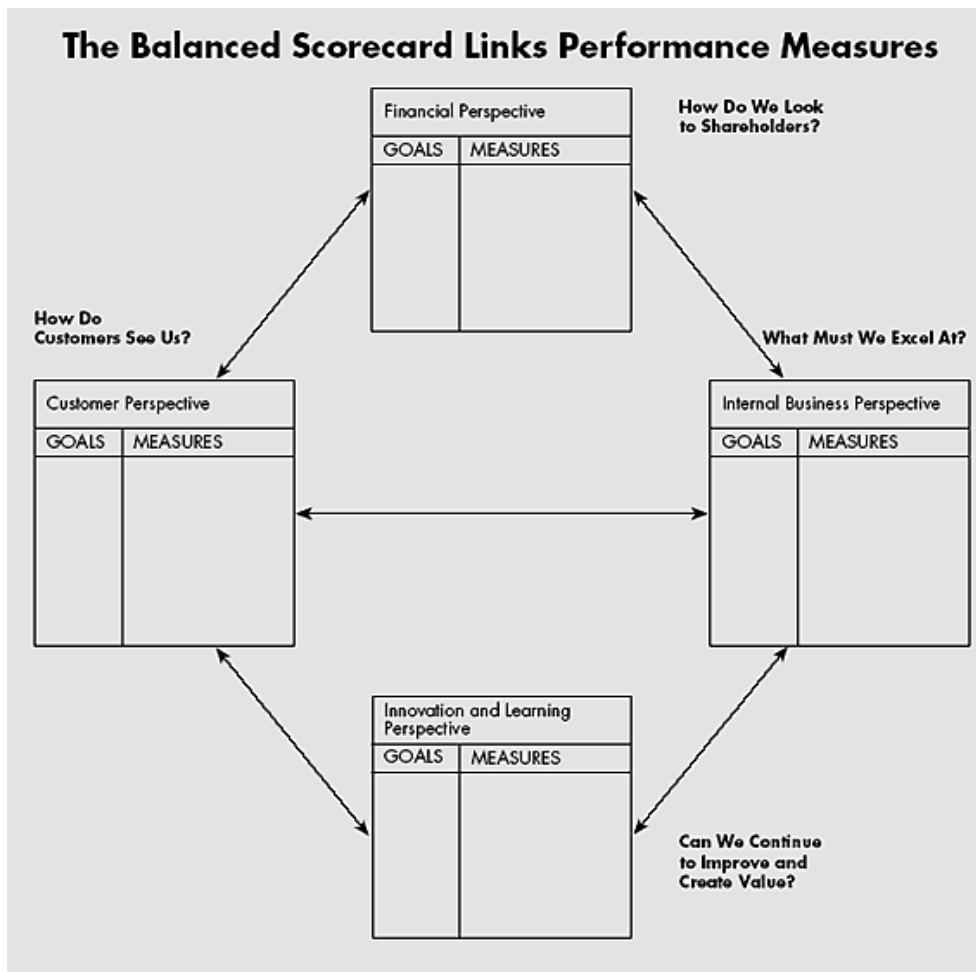 The Balanced Scorecard Links Performance Measures
Financial Perspective
GOALS MEASURES
How Do We Look
to Shareholders?
How Do
Customers See Us?
What Must We Excel At?
Customer Perspective
GOALS MEASURES
Internal Business Perspective
GOALS MEASURES
Innovation and Learning
Perspective
GOALS MEASURES
Can We Continue
to Improve and
Create Value?